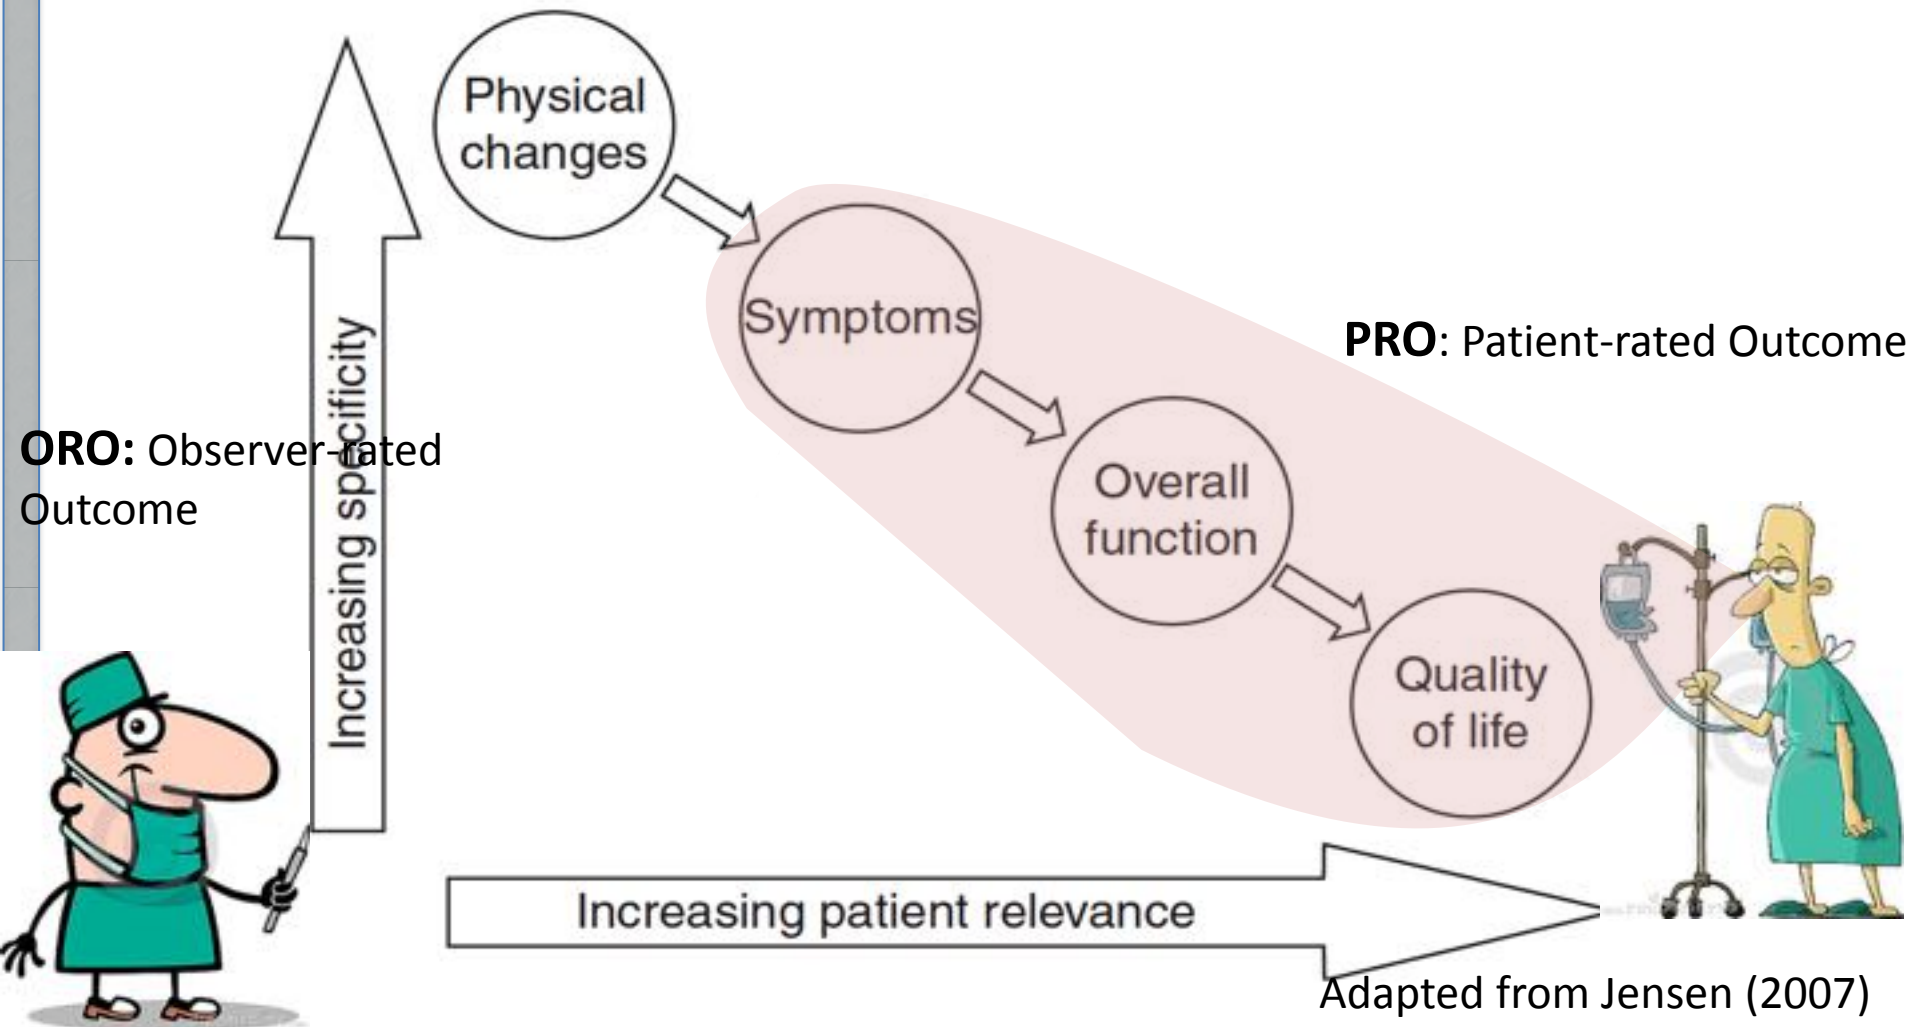 Physical
changes
Symptoms
PRO: Patient-rated Outcome
Increasing specificity
ORO: Observer-rated
Outcome
Overall
function
Quality
of life
Increasing patient relevance
Adapted from Jensen (2007)